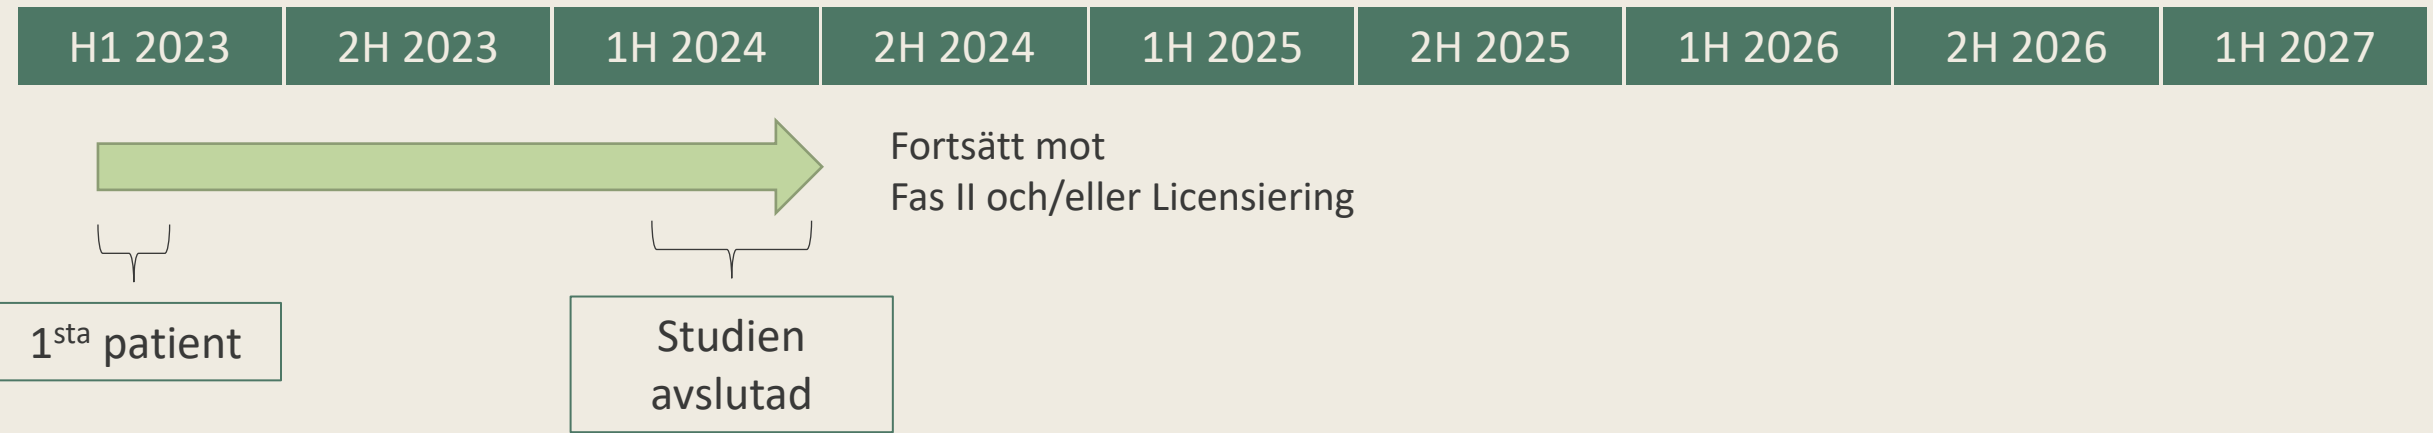 H1 2023 2H 2023 1H 2024 2H 2024 1H 2025 2H 2025 1H 2026 2H 2026 1H 2027
Fortsätt mot
Fas II och/eller Licensiering
1sta patient
Studien
avslutad